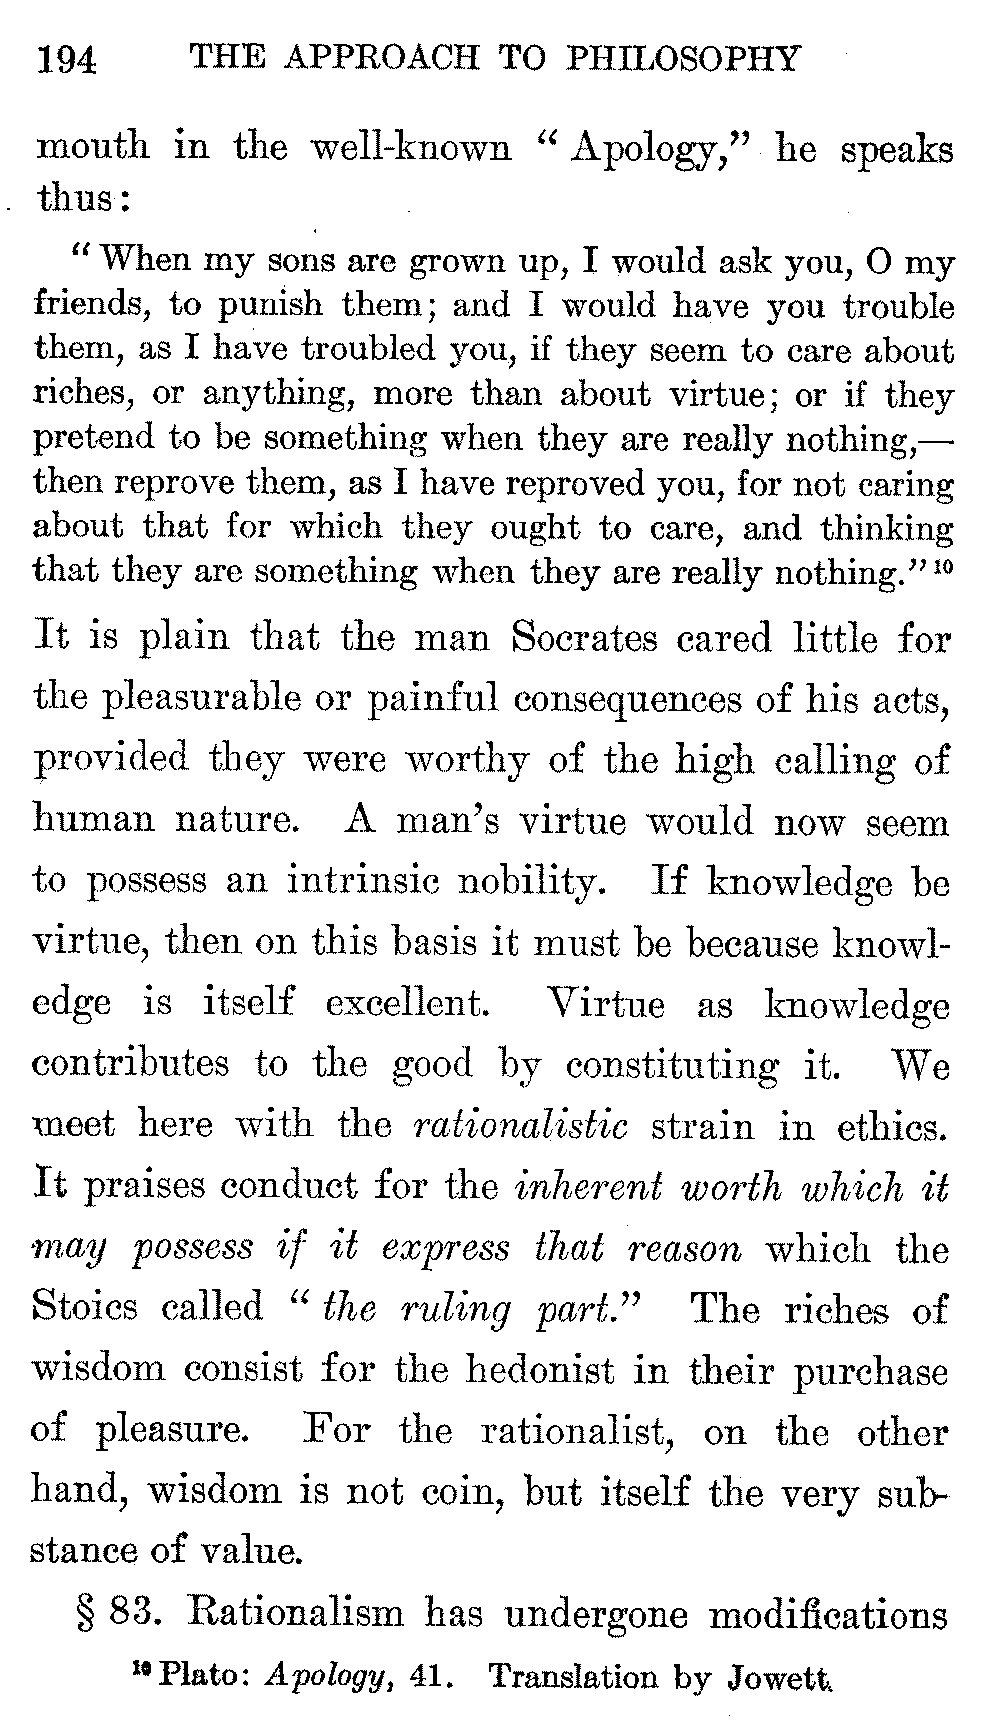 194 THE APPROACH TO PHILOSOPHY
mouth in the well-known “ Apology,” he speaks
thus:
“ When my sons are grown up, I would ask you, O my
friends, to punish them; and I would have you trouble
them, as I have troubled you, if they seem to care about
riches, or anything, more than about virtue; or if they
pretend to be something when they are really nothing,—
then reprove them, as I have reproved you, for not caring
about that for which they ought to care, and thinking
that they are something when they are really nothing.” ¹⁰
It is plain that the man Socrates cared little for
the pleasurable or painful consequences of his acts,
provided they were worthy of the high calling of
human nature. A man’s virtue would now seem
to possess an intrinsic nobility. If knowledge be
virtue, then on this basis it must be because knowl-
edge is itself excellent. Virtue as knowledge
contributes to the good by constituting it. We
meet here with the rationalistic strain in ethics.
It praises conduct for the inherent worth which it
may possess if it express that reason which the
Stoics called “ the ruling part.” The riches of
wisdom consist for the hedonist in their purchase
of pleasure. For the rationalist, on the other
hand, wisdom is not coin, but itself the very sub-
stance of value.
§ 83. Rationalism has undergone modifications
¹⁰ Plato: Apology, 41. Translation by Jowett.